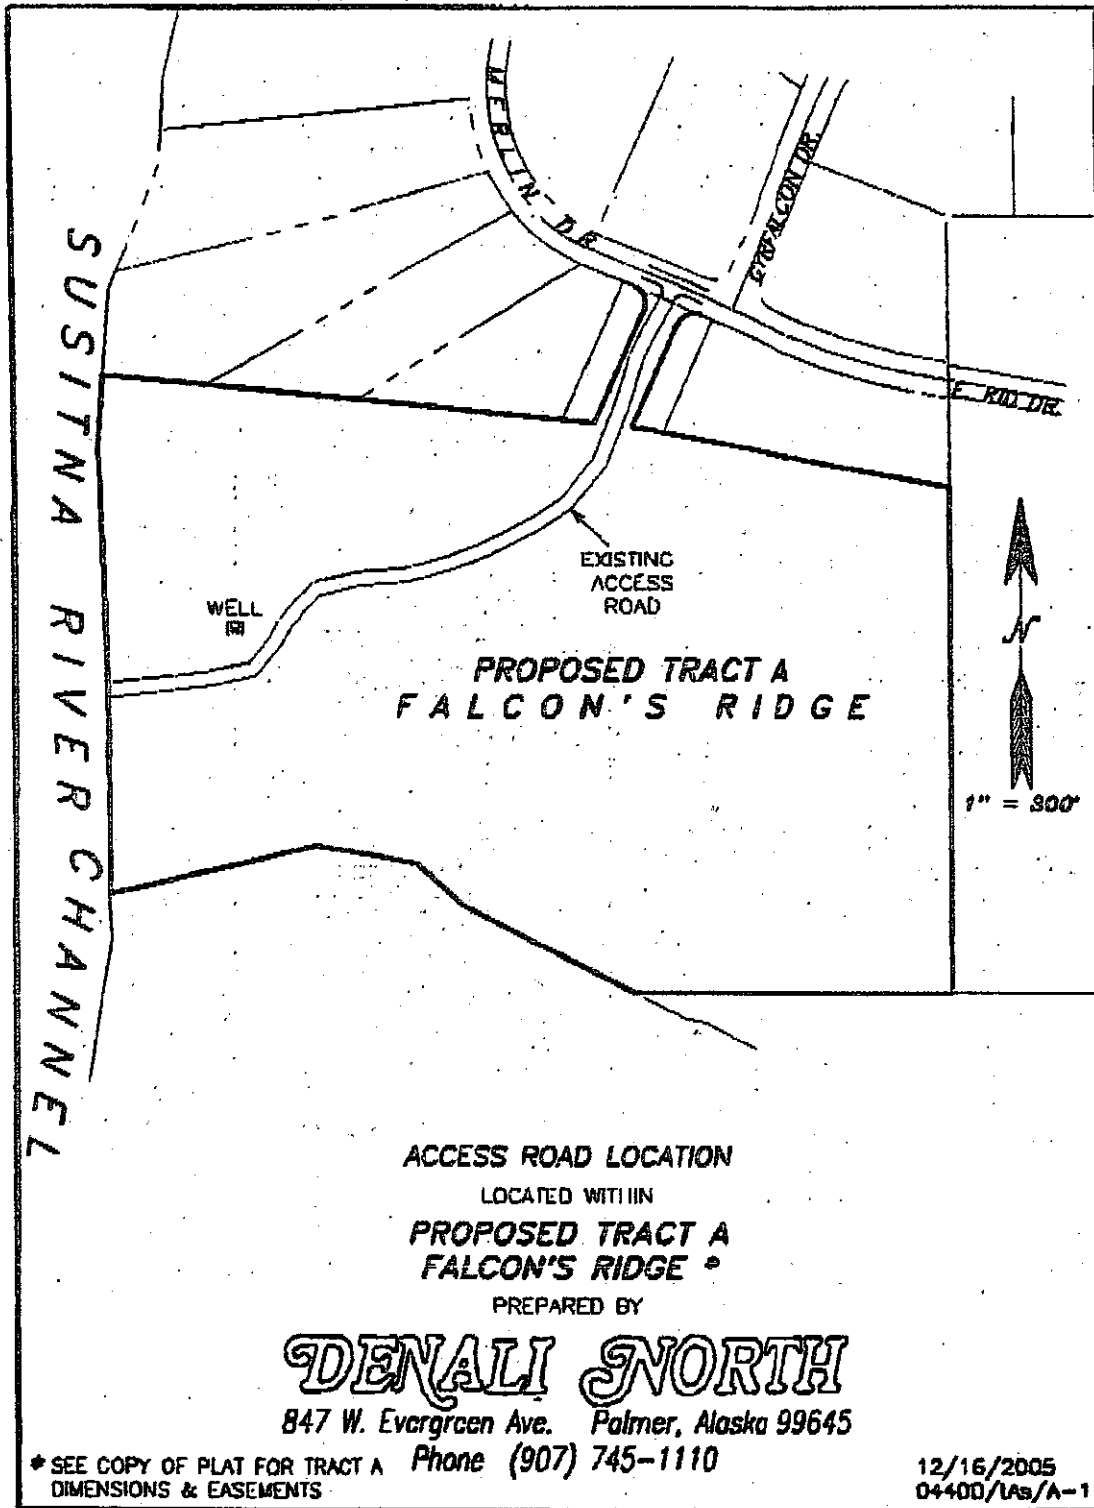 MERLIN DR.
GYRFALCON DR.
E. RIO DR.
SUSITNA RIVER CHANNEL
EXISTING
ACCESS
ROAD
WELL
PROPOSED TRACT A
FALCON'S RIDGE
N
1" = 300'
ACCESS ROAD LOCATION
LOCATED WITHIN
PROPOSED TRACT A
FALCON'S RIDGE *
PREPARED BY
DENALI NORTH
847 W. Evergreen Ave. Palmer, Alaska 99645
Phone (907) 745-1110
* SEE COPY OF PLAT FOR TRACT A
DIMENSIONS & EASEMENTS
12/16/2005